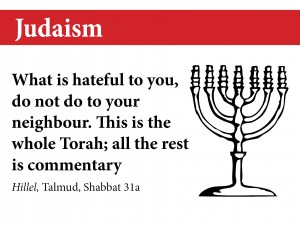 Judaism
What is hateful to you,
do not do to your
neighbour. This is the
whole Torah; all the rest
is commentary
Hillel, Talmud, Shabbat 31a